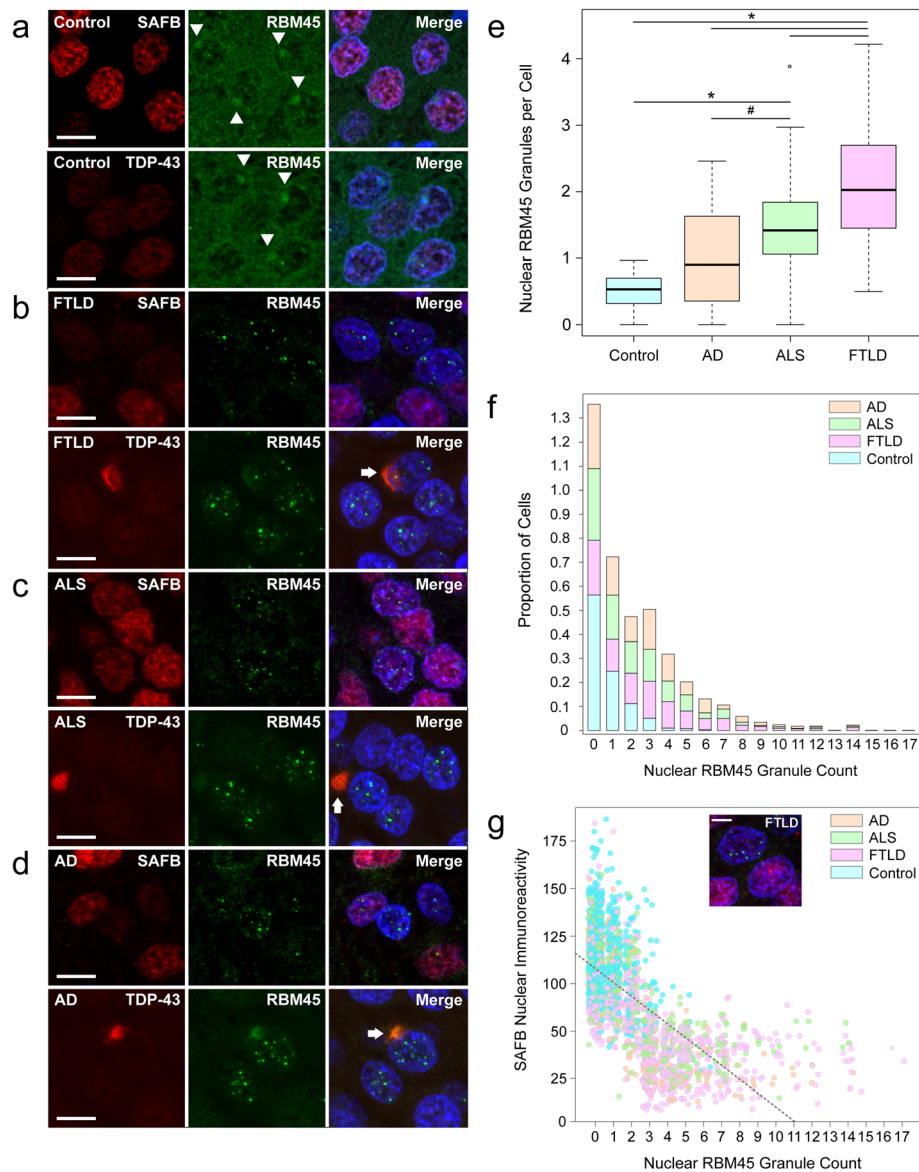 a
Control SAFB RBM45 Merge
Control TDP-43 RBM45 Merge
b
FTLD SAFB RBM45 Merge
FTLD TDP-43 RBM45 Merge
c
ALS SAFB RBM45 Merge
ALS TDP-43 RBM45 Merge
d
AD SAFB RBM45 Merge
AD TDP-43 RBM45 Merge
e
Nuclear RBM45 Granules per Cell
4
3
2
1
0
*
*
#
Control AD ALS FTLD
f
Proportion of Cells
1.3
1.2
1.1
1.0
0.9
0.8
0.7
0.6
0.5
0.4
0.3
0.2
0.1
0
AD
ALS
FTLD
Control
0 1 2 3 4 5 6 7 8 9 10 11 12 13 14 15 16 17
Nuclear RBM45 Granule Count
g
SAFB Nuclear Immunoreactivity
175
150
125
100
50
25
0
FTLD
AD
ALS
FTLD
Control
0 1 2 3 4 5 6 7 8 9 10 11 12 13 14 15 16 17
Nuclear RBM45 Granule Count